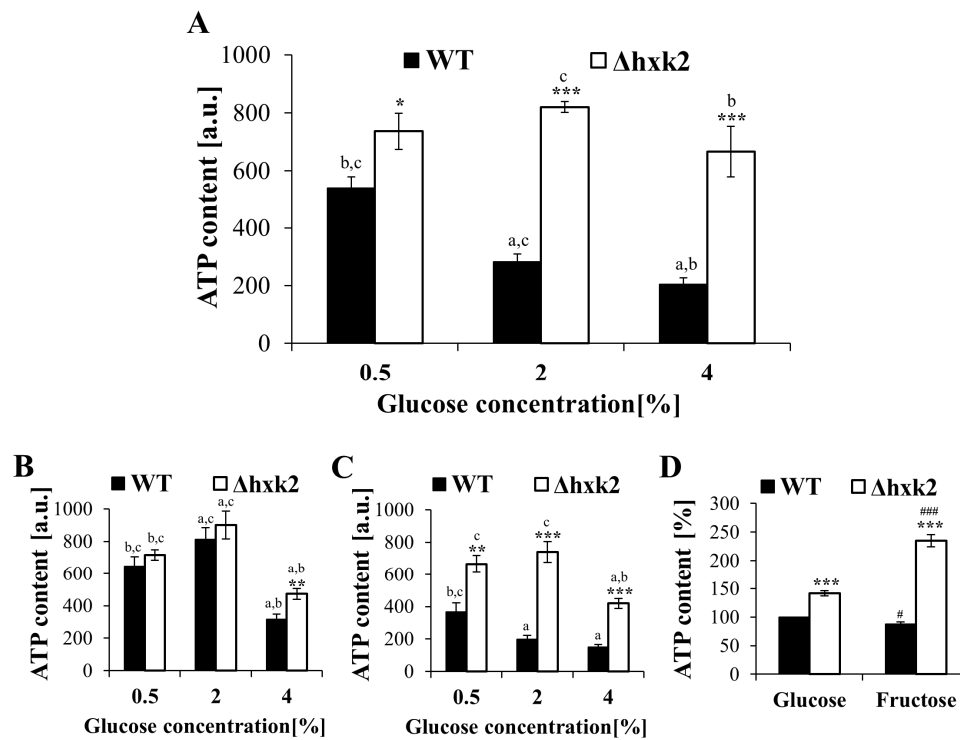 A
WT Δhxk2
ATP content [a.u.]
1000
800
600
400
200
0
b,c
*
a,c
c
***
a,b
b
***
0.5 2 4
Glucose concentration[%]
B
WT Δhxk2
ATP content [a.u.]
1000
800
600
400
200
0
b,c b,c
a,c a,c
a,b
a,b
**
0.5 2 4
Glucose concentration[%]
C
WT Δhxk2
ATP content [a.u.]
1000
800
600
400
200
0
b,c
c
**
a
c
***
a
a,b
***
0.5 2 4
Glucose concentration[%]
D
WT Δhxk2
ATP content [%]
300
250
200
150
100
50
0
***
#
###
***
Glucose Fructose